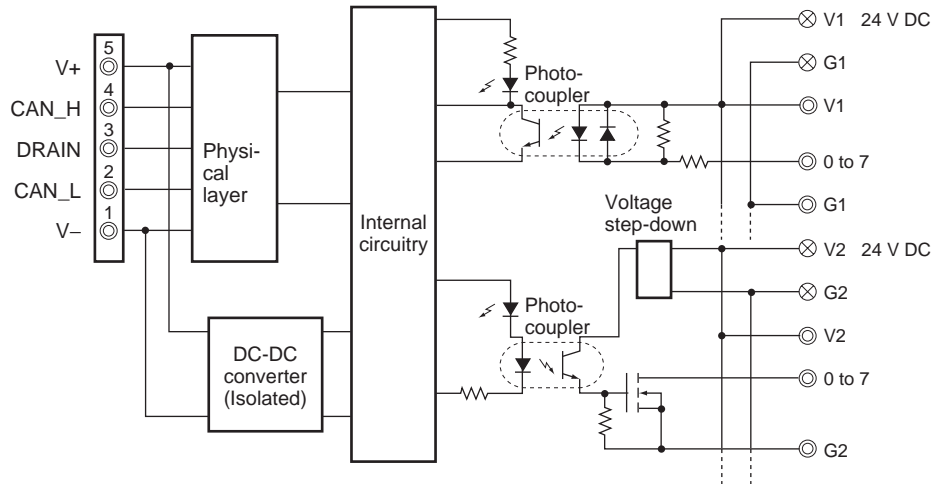 5
V+
4
CAN_H
3
DRAIN
2
CAN_L
1
V−
Physi-
cal
layer
DC-DC
converter
(Isolated)
Internal
circuitry
Photo-
coupler
Photo-
coupler
Voltage
step-down
V1 24 V DC
G1
V1
0 to 7
G1
V2 24 V DC
G2
V2
0 to 7
G2